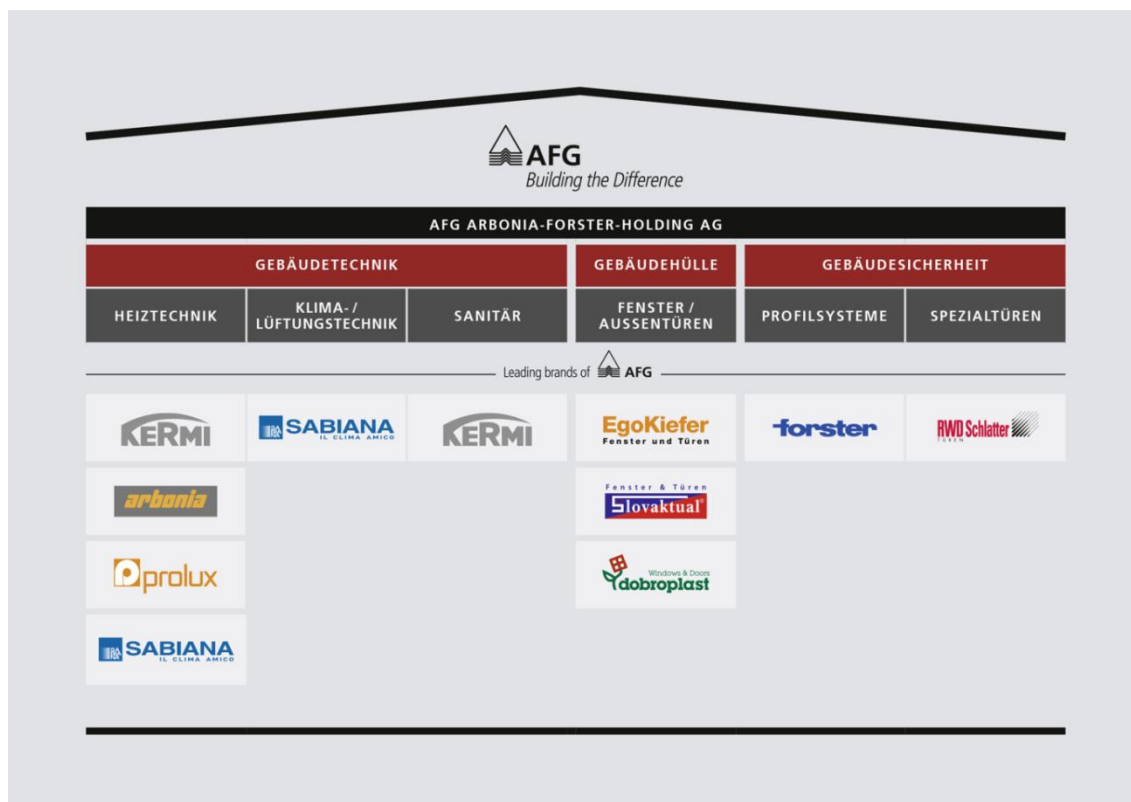 AFG
Building the Difference
AFG ARBONIA-FORSTER-HOLDING AG
GEBÄUDETECHNIK
GEBÄUDEHÜLLE
GEBÄUDESICHERHEIT
HEIZTECHNIK
KLIMA-/
LÜFTUNGSTECHNIK
SANITÄR
FENSTER /
AUSSENTÜREN
PROFILSYSTEME
SPEZIALTÜREN
Leading brands of AFG
KERMI
SABIANA
IL CLIMA AMICO
KERMI
EgoKiefer
Fenster und Türen
forster
RWD Schlatter
TÜREN
arbonia
Fenster & Türen
Slovaktual®
prolux
Windows & Doors
dobroplast
SABIANA
IL CLIMA AMICO